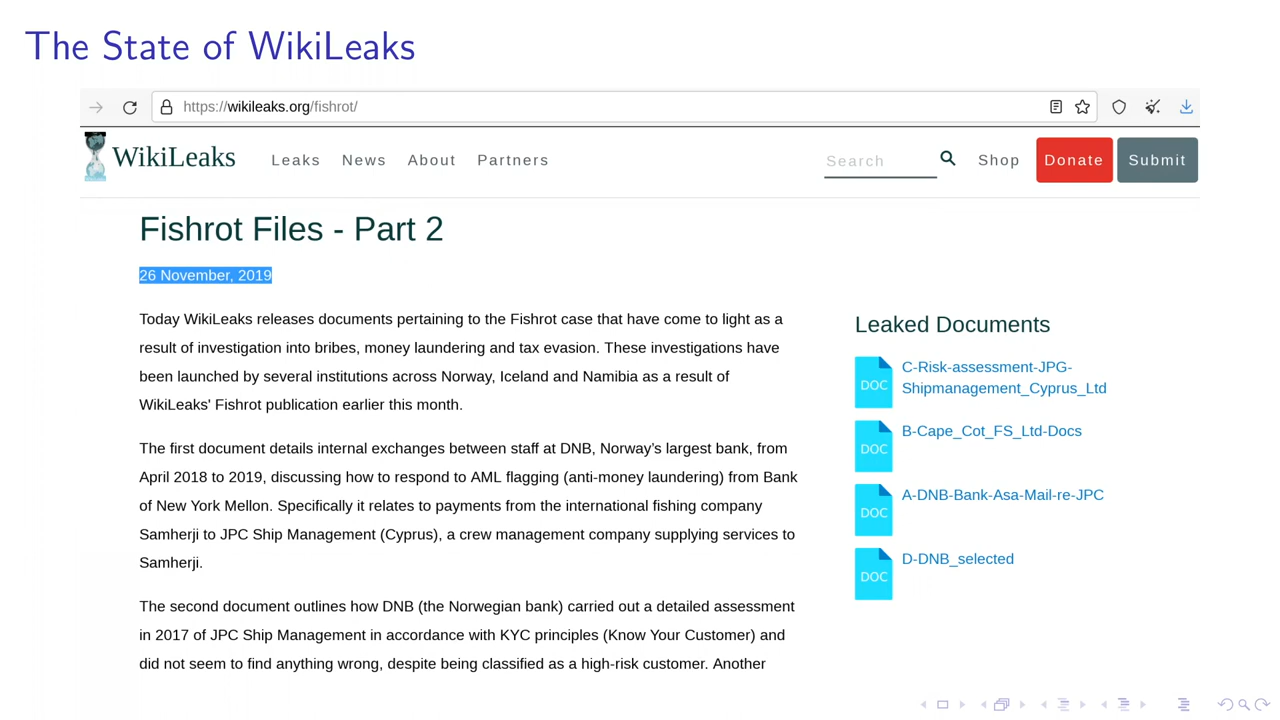 The State of WikiLeaks
https://wikileaks.org/fishrot/
WikiLeaks
Leaks
News
About
Partners
Search
Shop
Donate
Submit
Fishrot Files - Part 2
26 November, 2019
Today WikiLeaks releases documents pertaining to the Fishrot case that have come to light as a
result of investigation into bribes, money laundering and tax evasion. These investigations have
been launched by several institutions across Norway, Iceland and Namibia as a result of
WikiLeaks' Fishrot publication earlier this month.
The first document details internal exchanges between staff at DNB, Norway’s largest bank, from
April 2018 to 2019, discussing how to respond to AML flagging (anti-money laundering) from Bank
of New York Mellon. Specifically it relates to payments from the international fishing company
Samherji to JPC Ship Management (Cyprus), a crew management company supplying services to
Samherji.
The second document outlines how DNB (the Norwegian bank) carried out a detailed assessment
in 2017 of JPC Ship Management in accordance with KYC principles (Know Your Customer) and
did not seem to find anything wrong, despite being classified as a high-risk customer. Another
Leaked Documents
DOC
C-Risk-assessment-JPG-
Shipmanagement_Cyprus_Ltd
DOC
B-Cape_Cot_FS_Ltd-Docs
DOC
A-DNB-Bank-Asa-Mail-re-JPC
DOC
D-DNB_selected